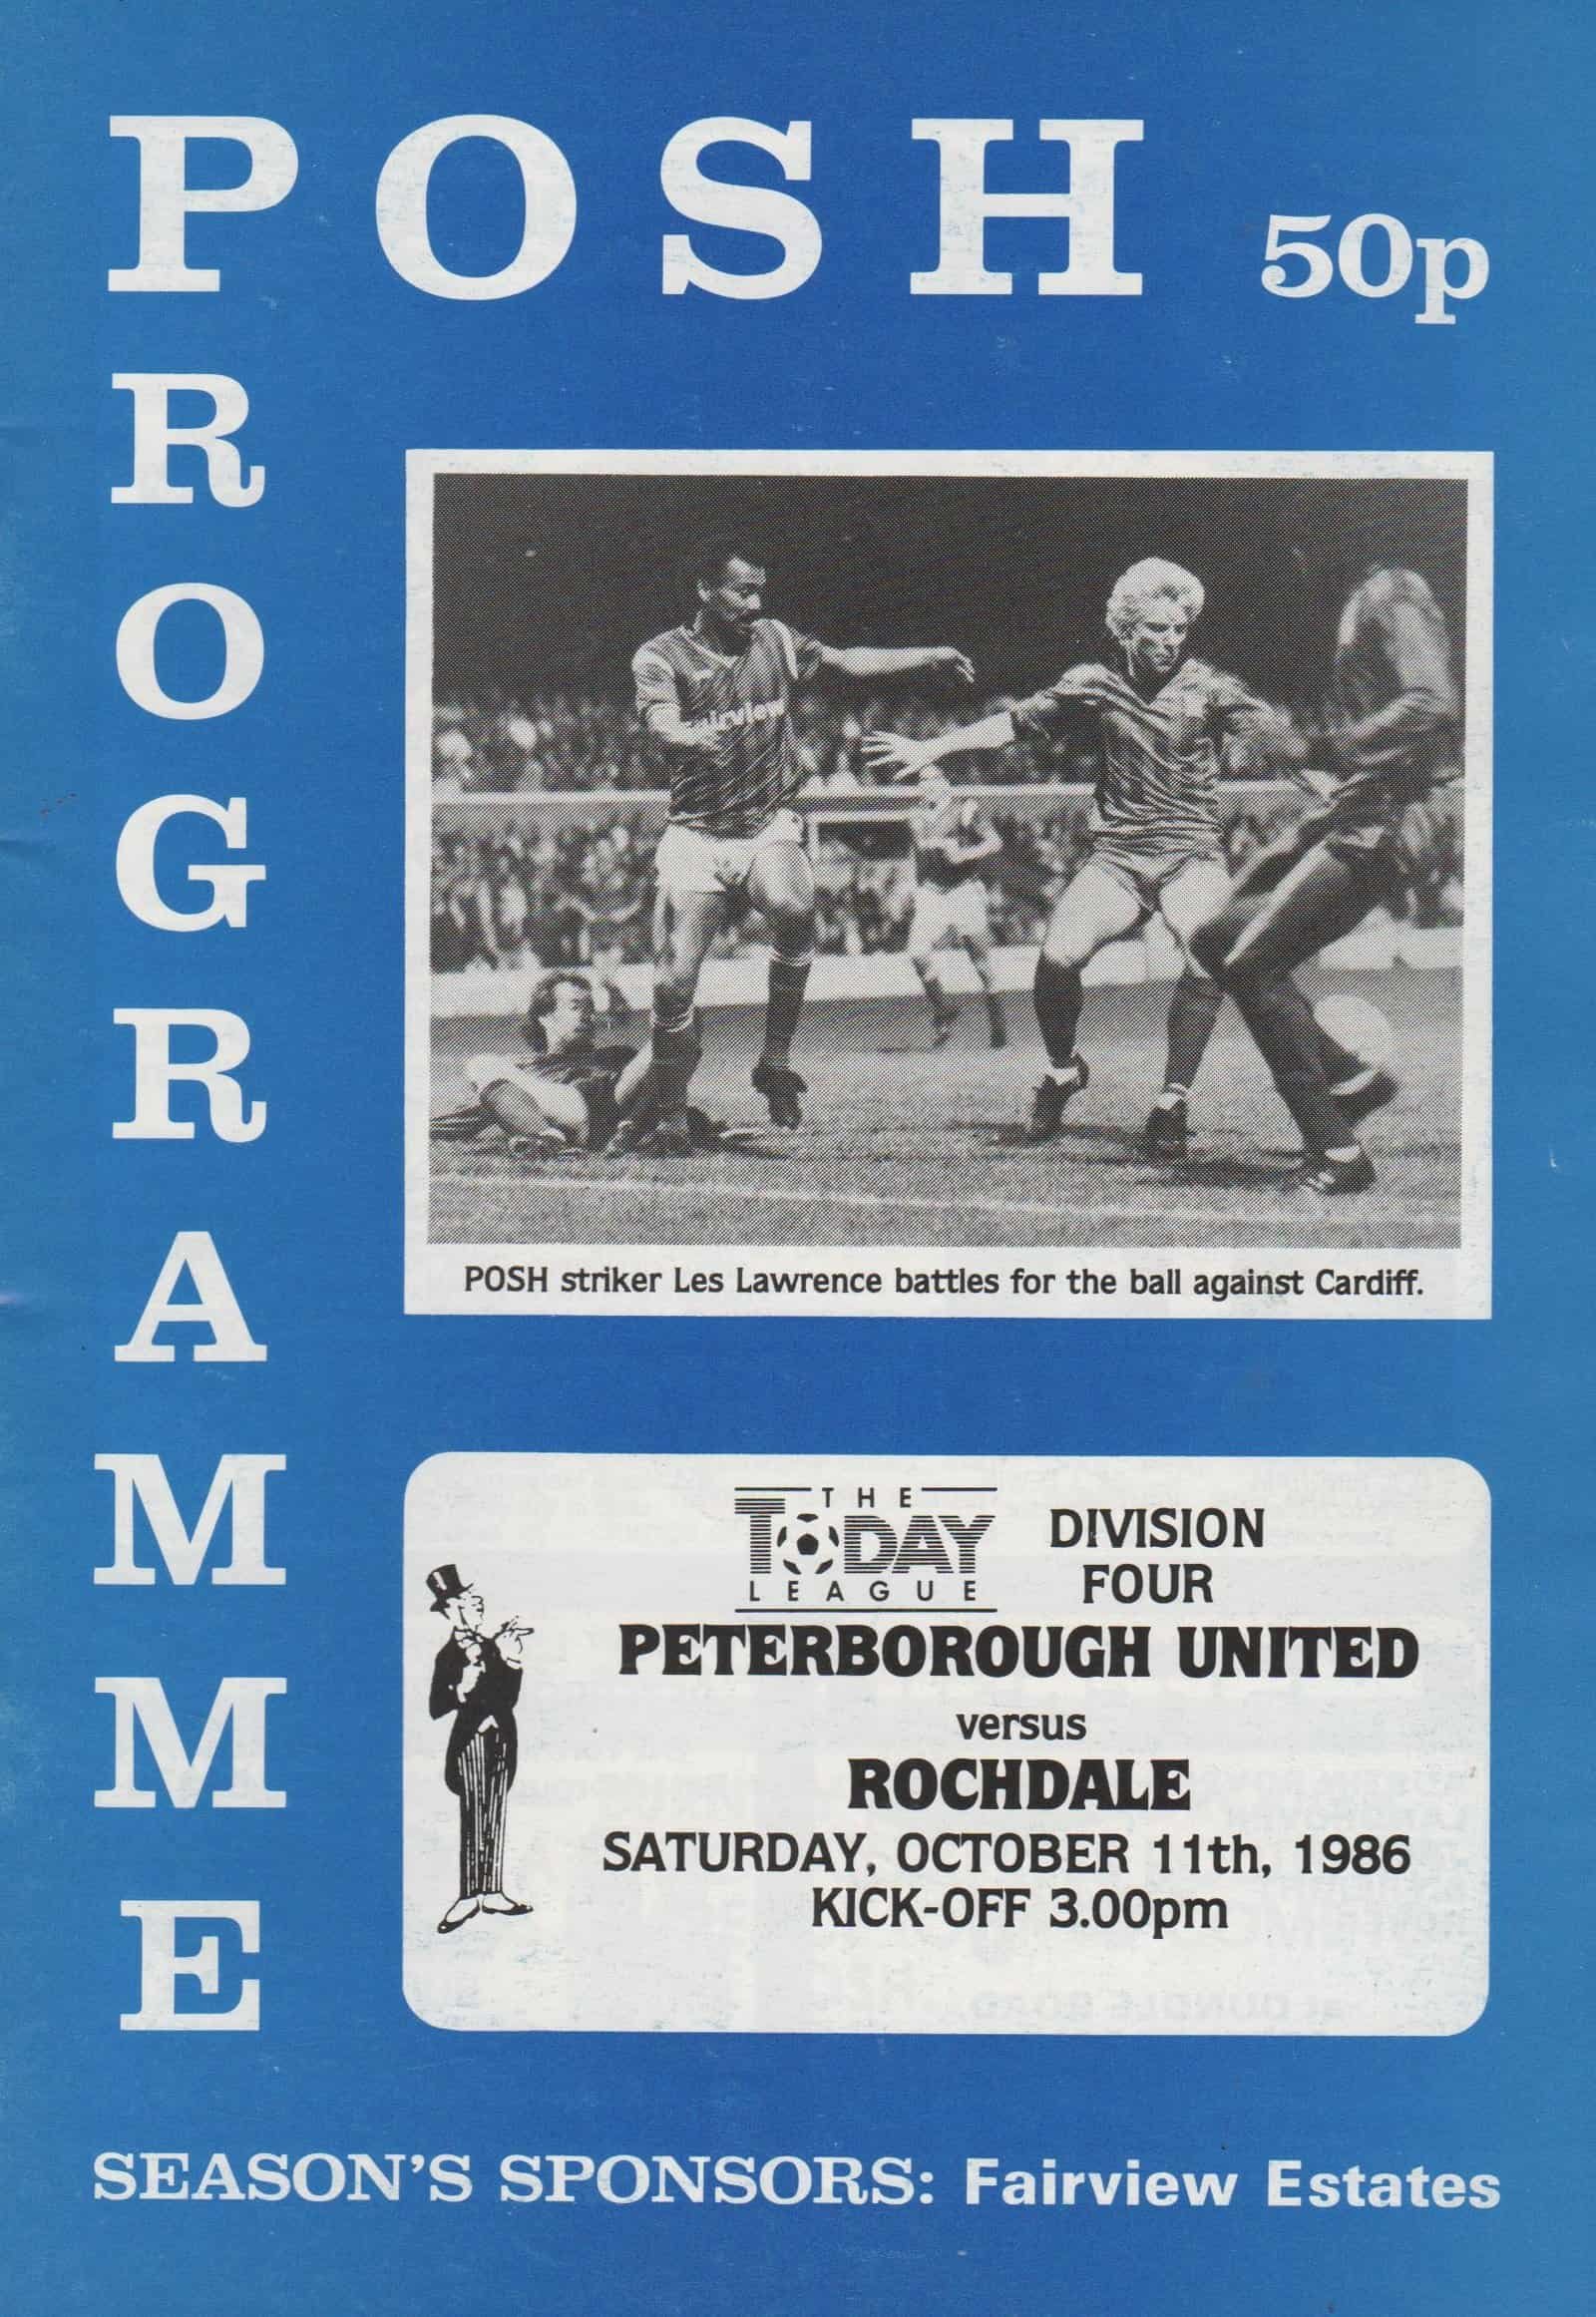 POSH 50p
PROGRAMME
Fairview
POSH striker Les Lawrence battles for the ball against Cardiff.
THE
TODAY
LEAGUE
DIVISION
FOUR
PETERBOROUGH UNITED
versus
ROCHDALE
SATURDAY, OCTOBER 11th, 1986
KICK-OFF 3.00pm
SEASON'S SPONSORS: Fairview Estates